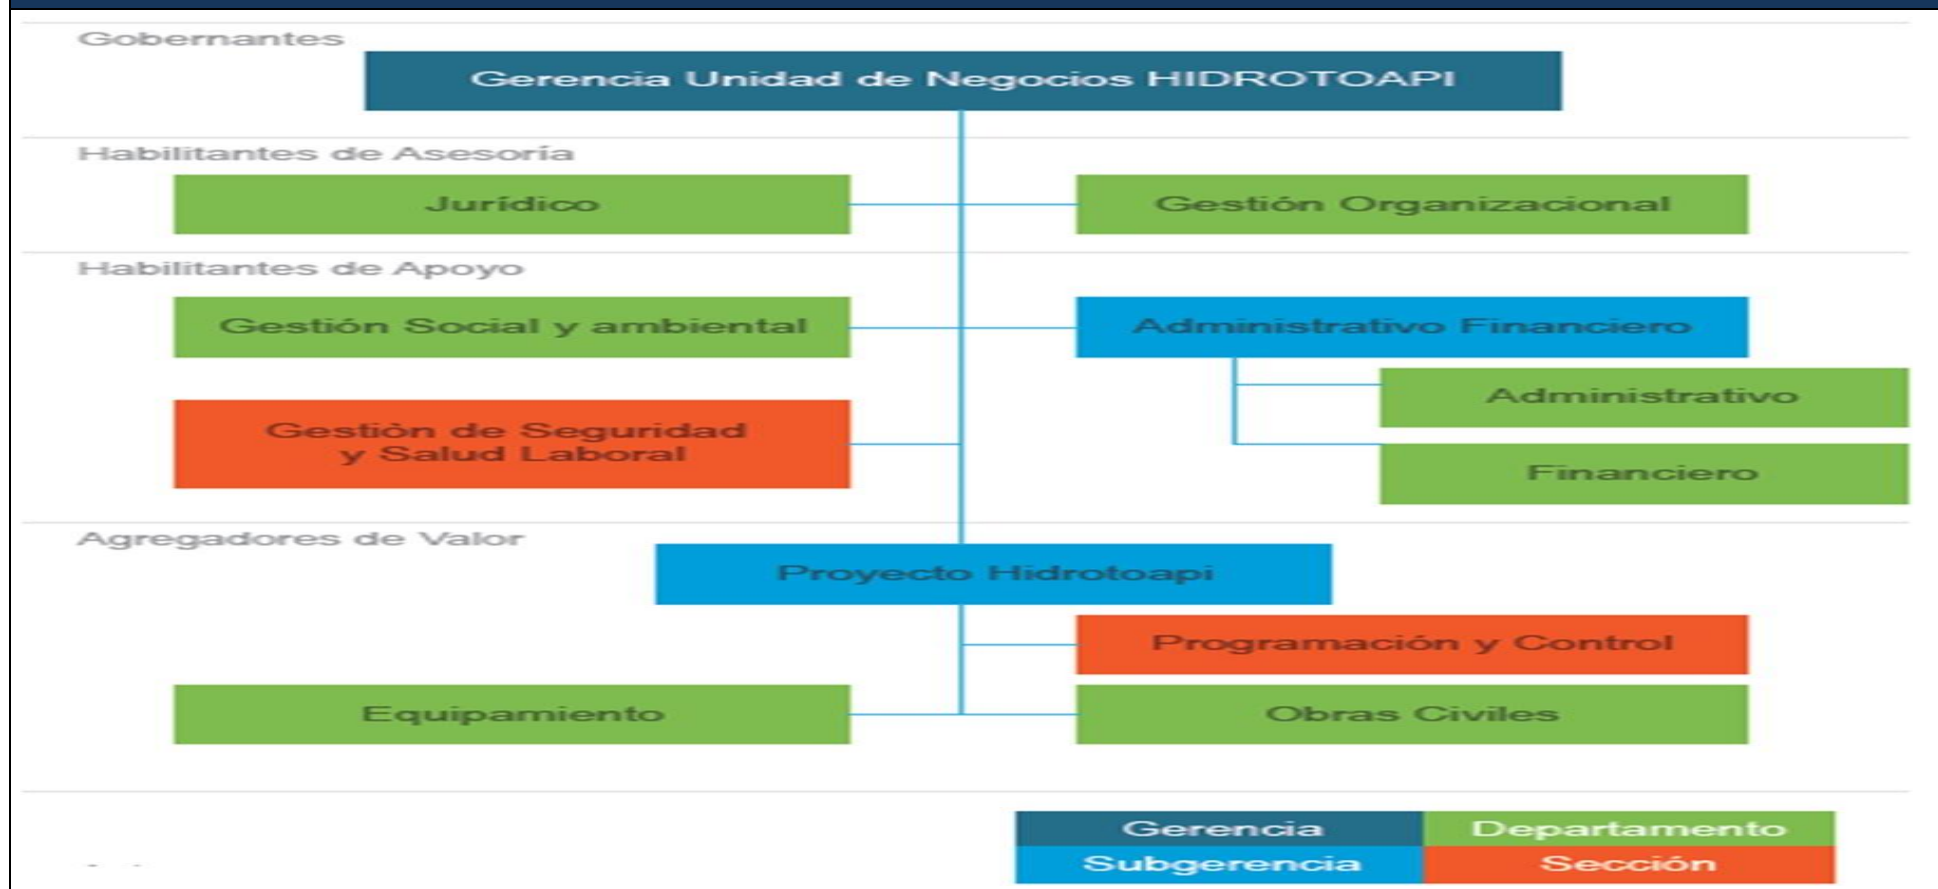 Gobernantes
Gerencia Unidad de Negocios HIDROTOAPI
Habilitantes de Asesoría
Jurídico
Gestión Organizacional
Habilitantes de Apoyo
Gestión Social y ambiental
Administrativo Financiero
Administrativo
Gestiòn de Seguridad
y Salud Laboral
Financiero
Agregadores de Valor
Proyecto Hidrotoapi
Programación y Control
Equipamiento
Obras Civiles
Gerencia
Departamento
Subgerencia
Sección